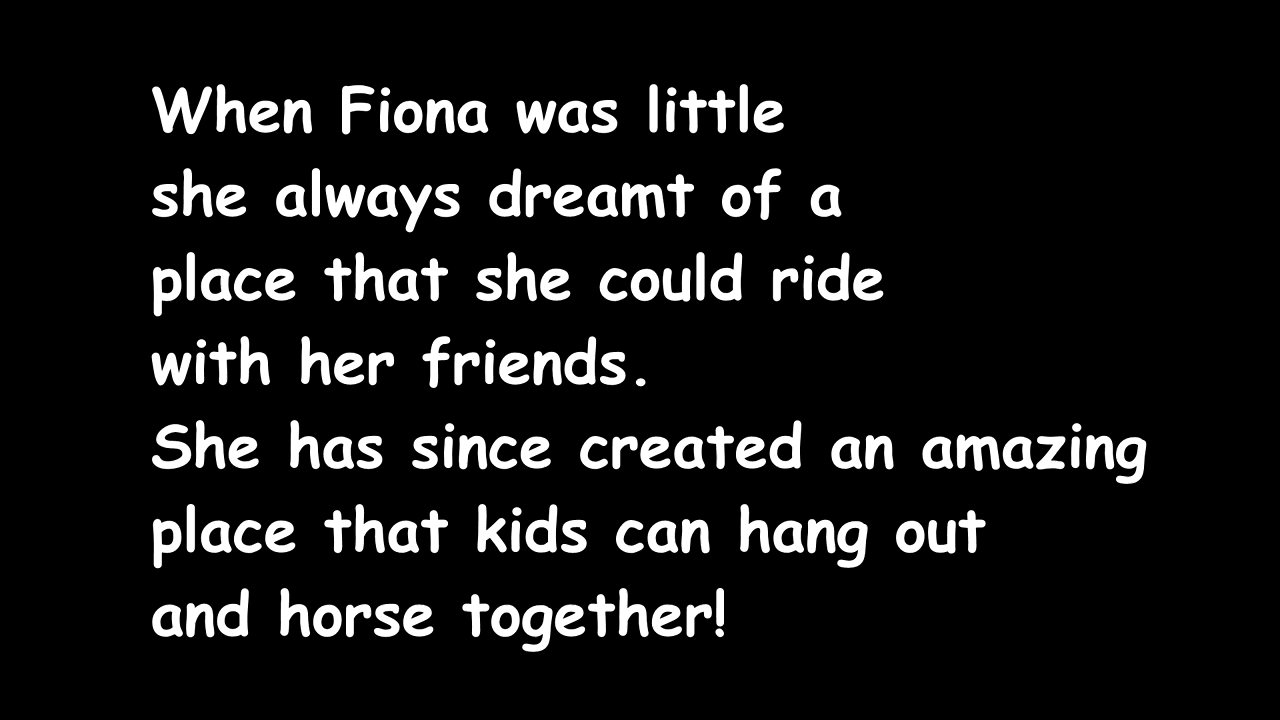 When Fiona was little
she always dreamt of a
place that she could ride
with her friends.
She has since created an amazing
place that kids can hang out
and horse together!